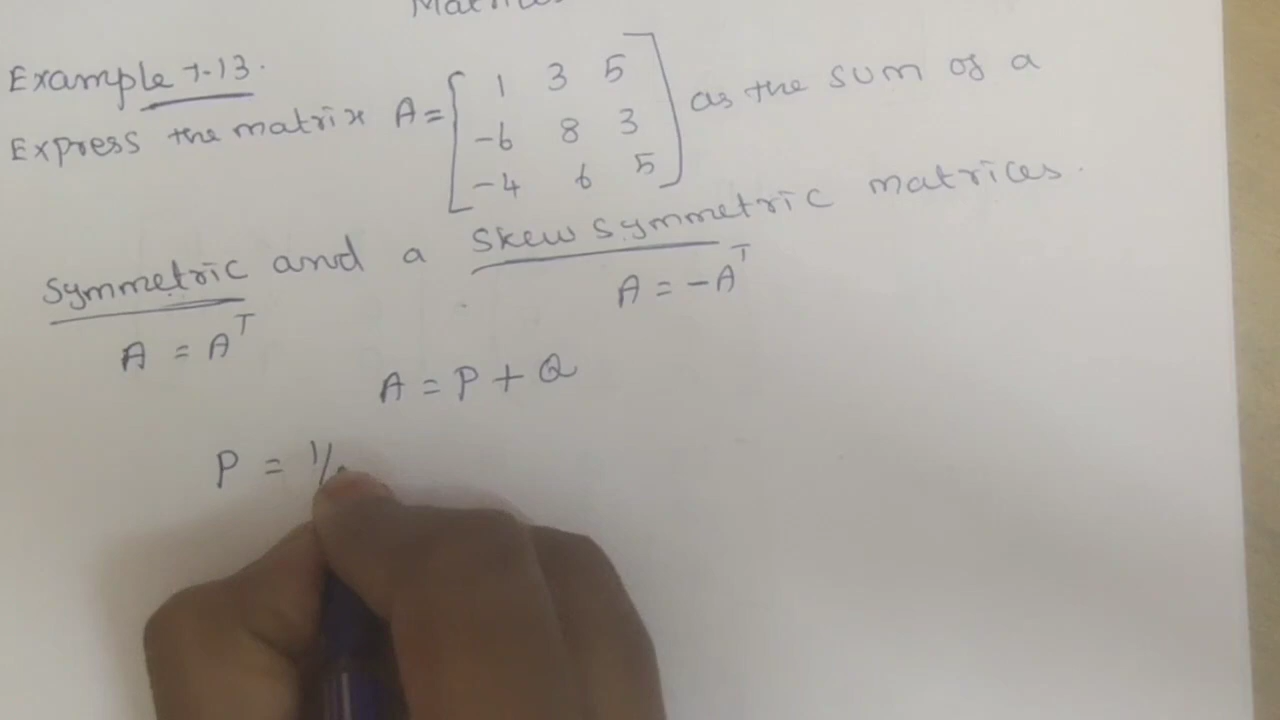 Example 7.13.
Express the matrix A = [ 1 3 5 as the sum of a
-6 8 3
-4 6 5 ]
Symmetric and a skew symmetric matrices.
A = A^T
A = -A^T
A = P + Q
P = 1/